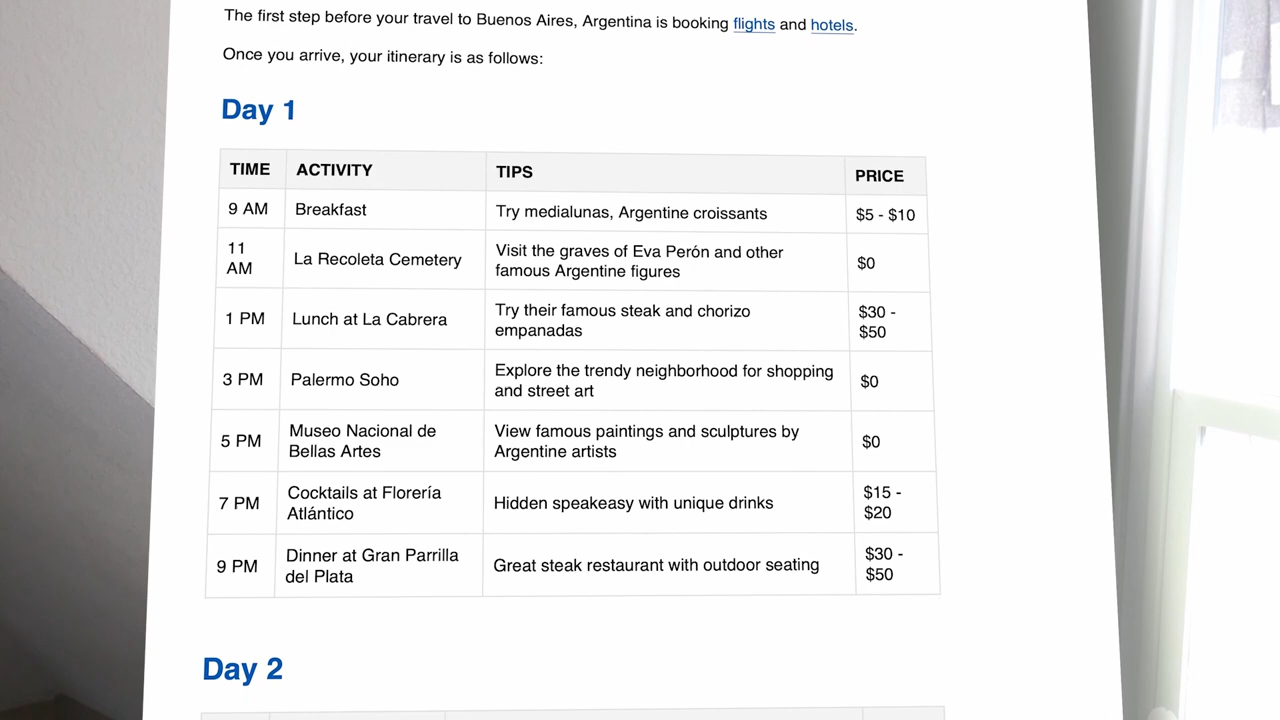 The first step before your travel to Buenos Aires, Argentina is booking flights and hotels.
Once you arrive, your itinerary is as follows:
Day 1
TIME ACTIVITY TIPS PRICE
9 AM Breakfast Try medialunas, Argentine croissants $5 - $10
11
AM
La Recoleta Cemetery
Visit the graves of Eva Perón and other
famous Argentine figures
$0
1 PM
Lunch at La Cabrera
Try their famous steak and chorizo
empanadas
$30 -
$50
3 PM
Palermo Soho
Explore the trendy neighborhood for shopping
and street art
$0
5 PM
Museo Nacional de
Bellas Artes
View famous paintings and sculptures by
Argentine artists
$0
7 PM
Cocktails at Florería
Atlántico
Hidden speakeasy with unique drinks
$15 -
$20
9 PM
Dinner at Gran Parrilla
del Plata
Great steak restaurant with outdoor seating
$30 -
$50
Day 2